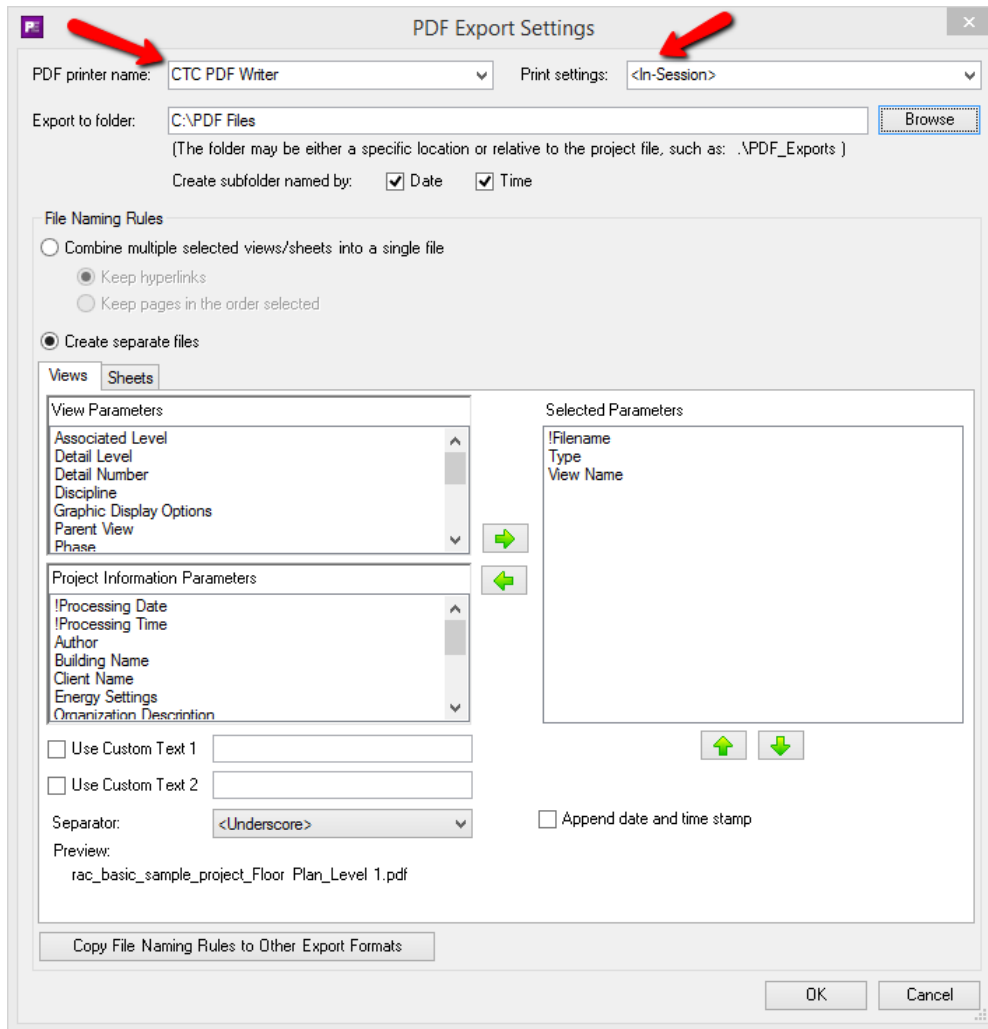 PE
PDF Export Settings
PDF printer name: CTC PDF Writer Print settings: <In-Session>
Export to folder: C:\PDF Files Browse
(The folder may be either a specific location or relative to the project file, such as: .\PDF_Exports )
Create subfolder named by: Date Time
File Naming Rules
Combine multiple selected views/sheets into a single file
Keep hyperlinks
Keep pages in the order selected
Create separate files
Views Sheets
View Parameters
Associated Level
Detail Level
Detail Number
Discipline
Graphic Display Options
Parent View
Phase
Project Information Parameters
!Processing Date
!Processing Time
Author
Building Name
Client Name
Energy Settings
Organization Description
Selected Parameters
!Filename
Type
View Name
Use Custom Text 1
Use Custom Text 2
Separator: <Underscore>
Append date and time stamp
Preview:
rac_basic_sample_project_Floor Plan_Level 1.pdf
Copy File Naming Rules to Other Export Formats
OK Cancel